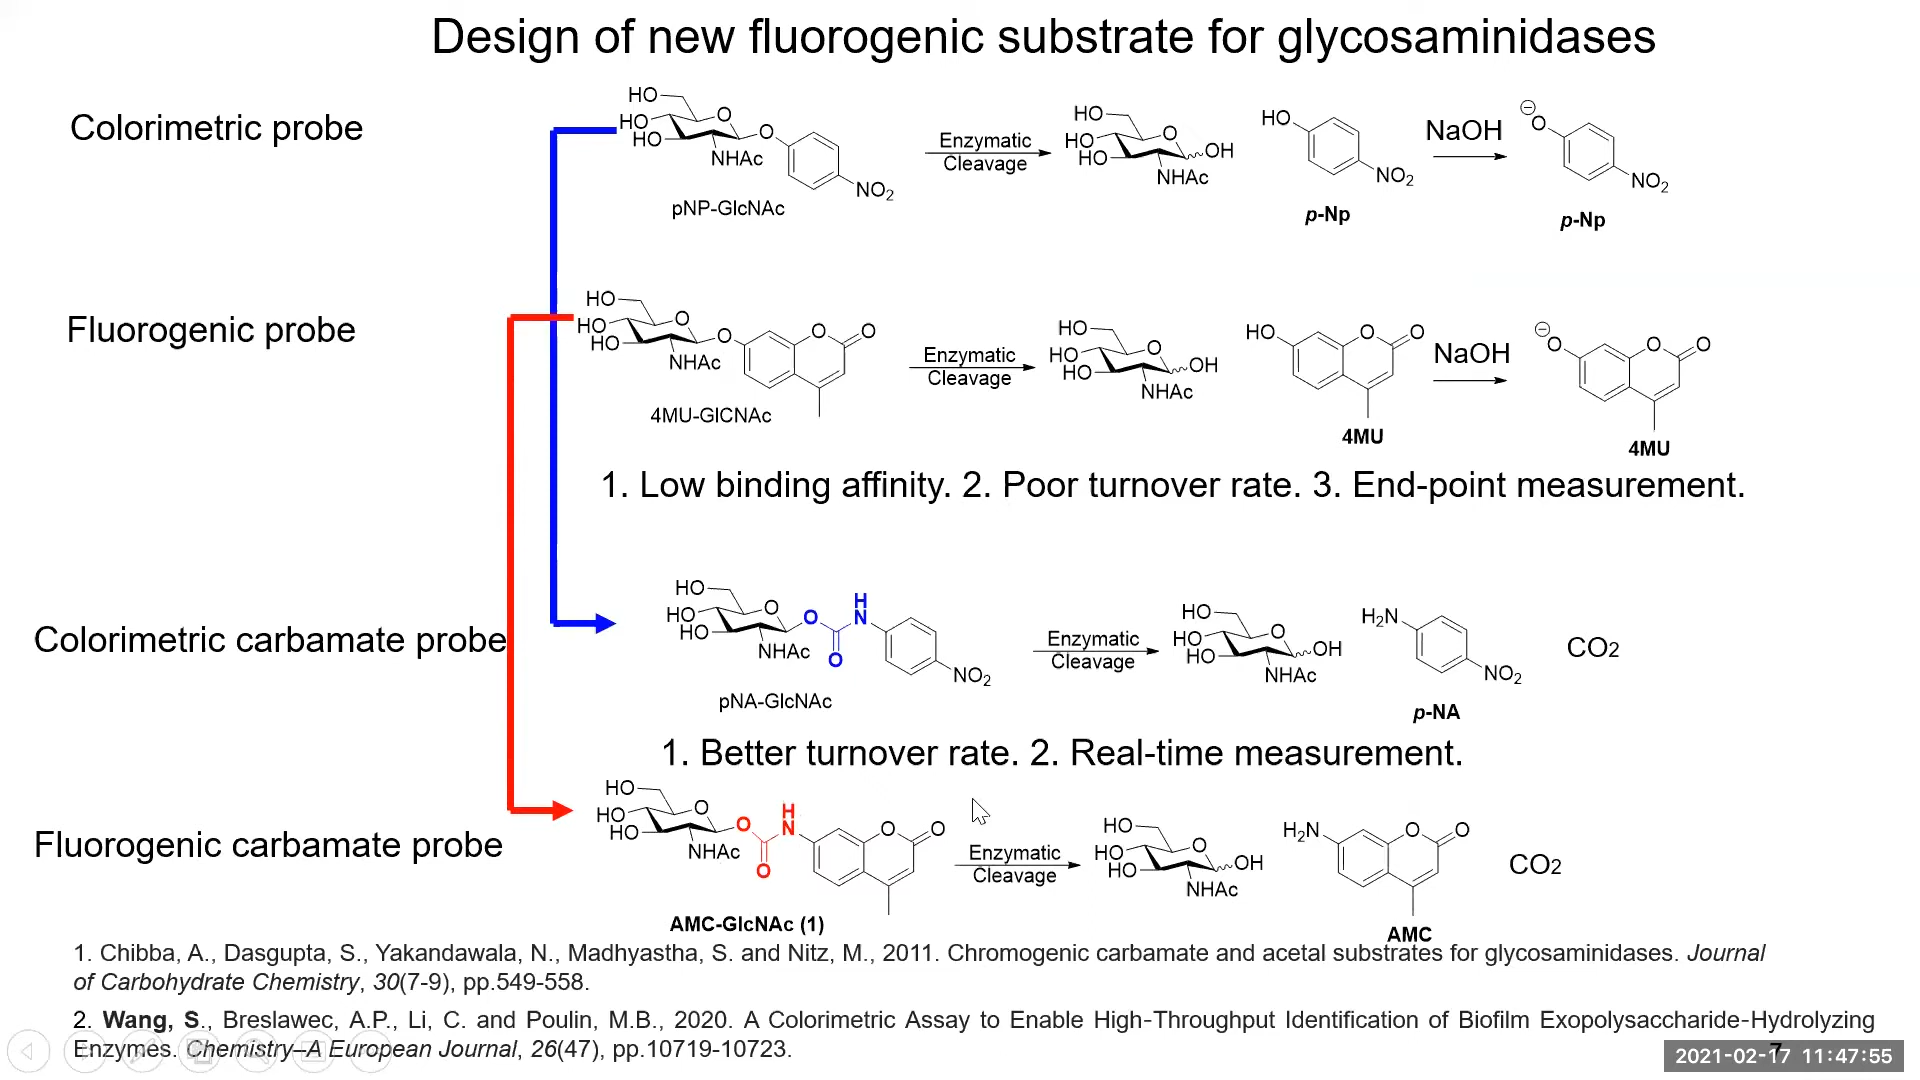 Design of new fluorogenic substrate for glycosaminidases
Colorimetric probe
HO
HO
HO
O
O
NHAc
NO2
pNP-GlcNAc
Enzymatic
Cleavage
HO
HO
HO
O
OH
NHAc
HO
NO2
p-Np
NaOH
O
NO2
p-Np
Fluorogenic probe
HO
HO
HO
O
O
NHAc
O
O
4MU-GlCNAc
Enzymatic
Cleavage
HO
HO
HO
O
OH
NHAc
HO
O
O
4MU
NaOH
O
O
O
4MU
1. Low binding affinity. 2. Poor turnover rate. 3. End-point measurement.
Colorimetric carbamate probe
HO
HO
HO
O
O
H
N
O
NHAc
NO2
pNA-GlcNAc
Enzymatic
Cleavage
HO
HO
HO
O
OH
NHAc
H2N
NO2
p-NA
CO2
1. Better turnover rate. 2. Real-time measurement.
Fluorogenic carbamate probe
HO
HO
HO
O
O
H
N
O
NHAc
O
O
AMC-GlcNAc (1)
Enzymatic
Cleavage
HO
HO
HO
O
OH
NHAc
H2N
O
O
AMC
CO2
1. Chibba, A., Dasgupta, S., Yakandawala, N., Madhyastha, S. and Nitz, M., 2011. Chromogenic carbamate and acetal substrates for glycosaminidases. Journal
of Carbohydrate Chemistry, 30(7-9), pp.549-558.
2. Wang, S., Breslawec, A.P., Li, C. and Poulin, M.B., 2020. A Colorimetric Assay to Enable High-Throughput Identification of Biofilm Exopolysaccharide-Hydrolyzing
Enzymes. Chemistry–A European Journal, 26(47), pp.10719-10723.
7
2021-02-17 11:47:55